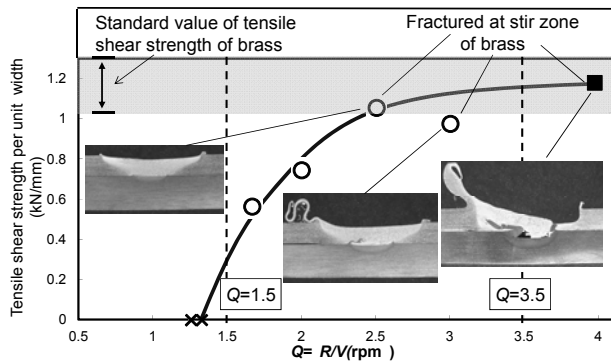 Standard value of tensile
shear strength of brass
Fractured at stir zone
of brass
Tensile shear strength per unit width
(kN/mm)
1.2
1
0.8
0.6
0.4
0.2
0
Q=1.5
Q=3.5
0.5
1
1.5
2
2.5
3
3.5
4
Q= R/V(rpm )